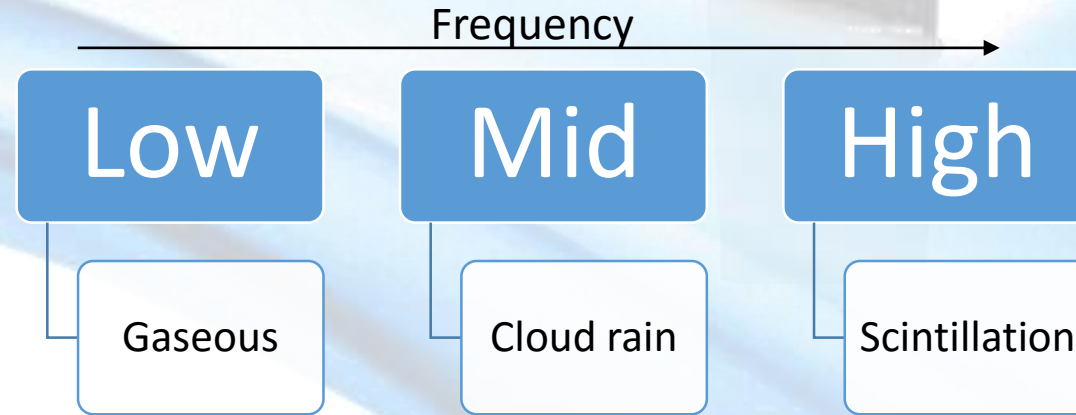 Frequency
Low
Mid
High
Gaseous
Cloud rain
Scintillation